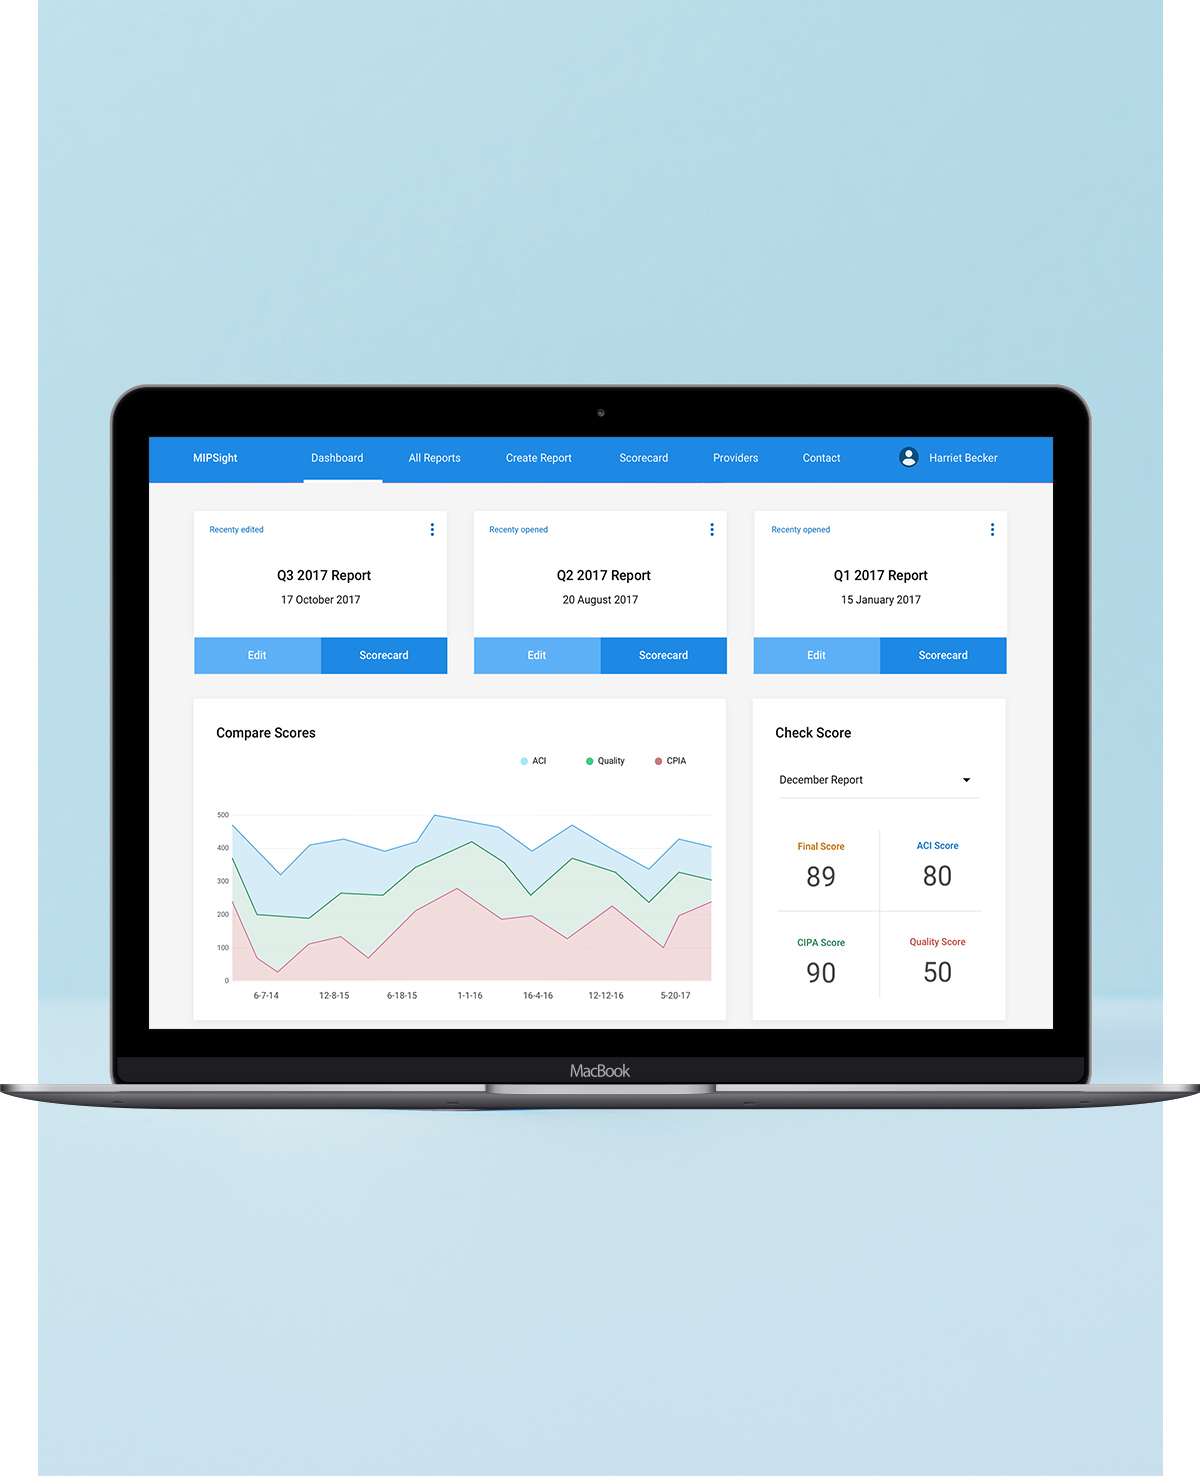 MIPSight Dashboard All Reports Create Report Scorecard Providers Contact Harriet Becker
Recenty edited
Q3 2017 Report
17 October 2017
Edit Scorecard
Recenty opened
Q2 2017 Report
20 August 2017
Edit Scorecard
Recenty opened
Q1 2017 Report
15 January 2017
Edit Scorecard
Compare Scores
ACI Quality CPIA
500
400
300
200
100
0
6-7-14 12-8-15 6-18-15 1-1-16 16-4-16 12-12-16 5-20-17
Check Score
December Report
Final Score
89
ACI Score
80
CIPA Score
90
Quality Score
50
MacBook